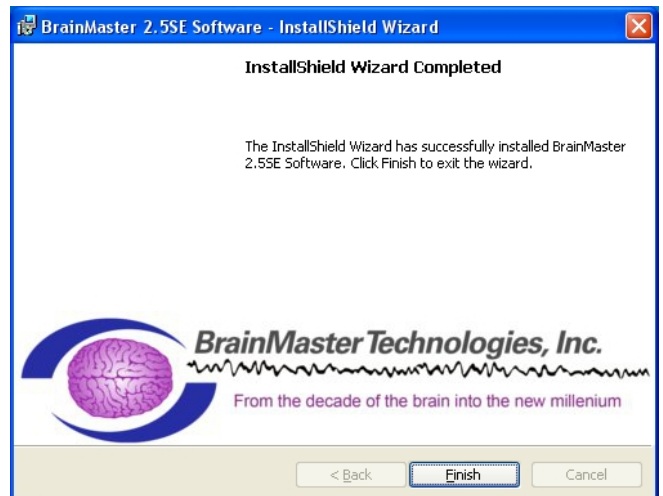 BrainMaster 2.5SE Software - InstallShield Wizard
InstallShield Wizard Completed
The InstallShield Wizard has successfully installed BrainMaster
2.5SE Software. Click Finish to exit the wizard.
BrainMaster Technologies, Inc.
From the decade of the brain into the new millenium
< Back
Finish
Cancel